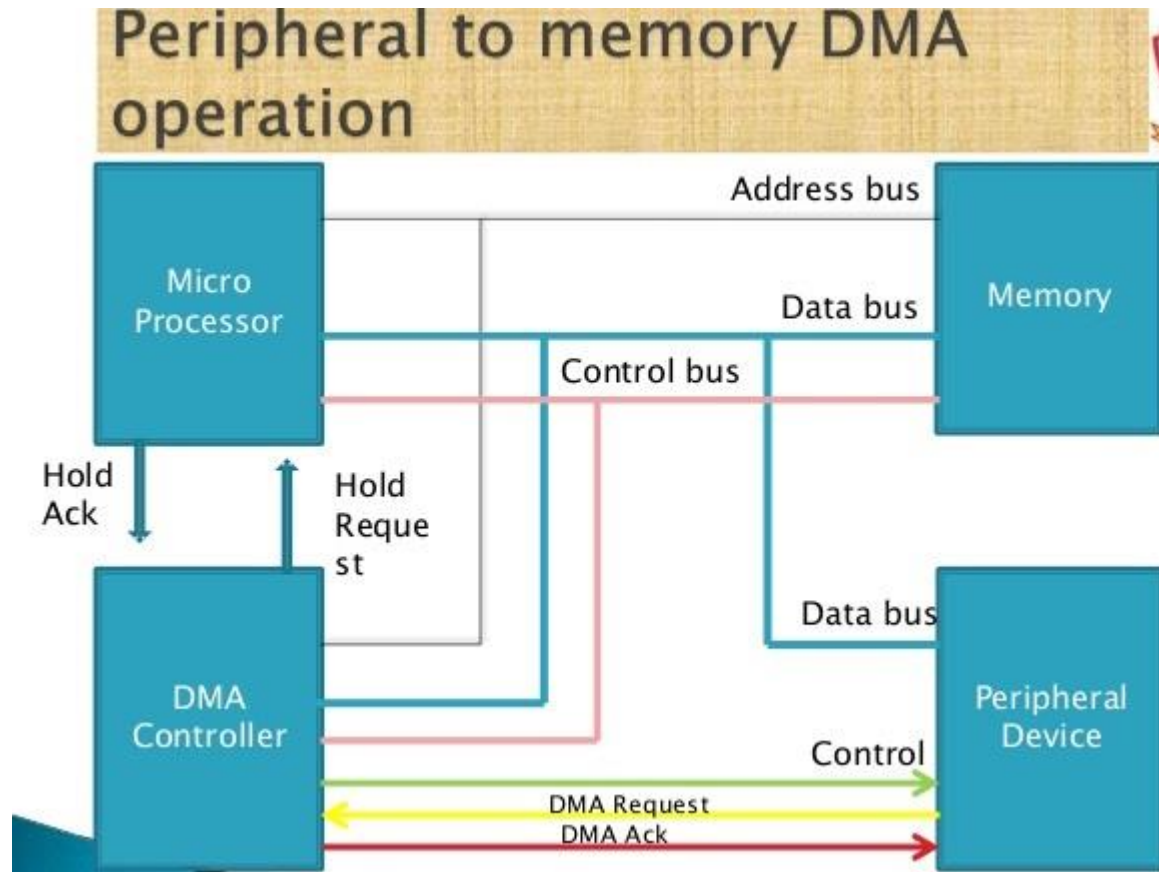 Peripheral to memory DMA
operation
Address bus
Micro
Processor
Memory
Data bus
Control bus
Hold
Ack
Hold
Reque
st
Data bus
DMA
Controller
Peripheral
Device
Control
DMA Request
DMA Ack